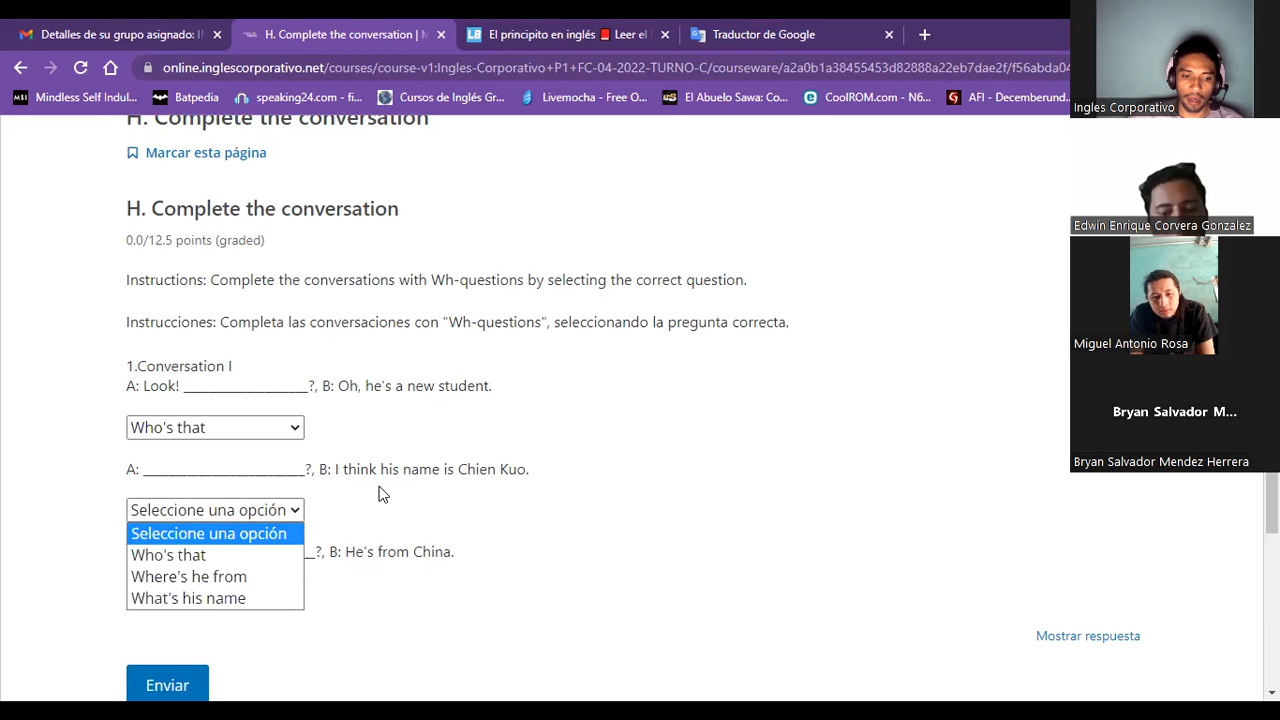 Detalles de su grupo asignado: I
H. Complete the conversation | M
El principito en inglés 📕 Leer el
Traductor de Google
online.inglescorporativo.net/courses/course-v1:Ingles-Corporativo+P1+FC-04-2022-TURNO-C/courseware/a2a0b1a38455453d82888a22eb7dae2f/f56abda04
Mindless Self Indul...
Batpedia
speaking24.com - fi...
Cursos de Inglés Gr...
Livemocha - Free O...
El Abuelo Sawa: Co...
CoolROM.com - N6...
AFI - Decemberund...
Ingles Corporativo
H. Complete the conversation
Marcar esta página
H. Complete the conversation
0.0/12.5 points (graded)
Instructions: Complete the conversations with Wh-questions by selecting the correct question.
Instrucciones: Completa las conversaciones con "Wh-questions", seleccionando la pregunta correcta.
1.Conversation I
A: Look! ___________________?, B: Oh, he's a new student.
Who's that
A: _________________________?, B: I think his name is Chien Kuo.
Seleccione una opción
Seleccione una opción
Who's that
Where's he from
What's his name
__?, B: He's from China.
Mostrar respuesta
Enviar
Edwin Enrique Corvera Gonzalez
Miguel Antonio Rosa
Bryan Salvador M...
Bryan Salvador Mendez Herrera